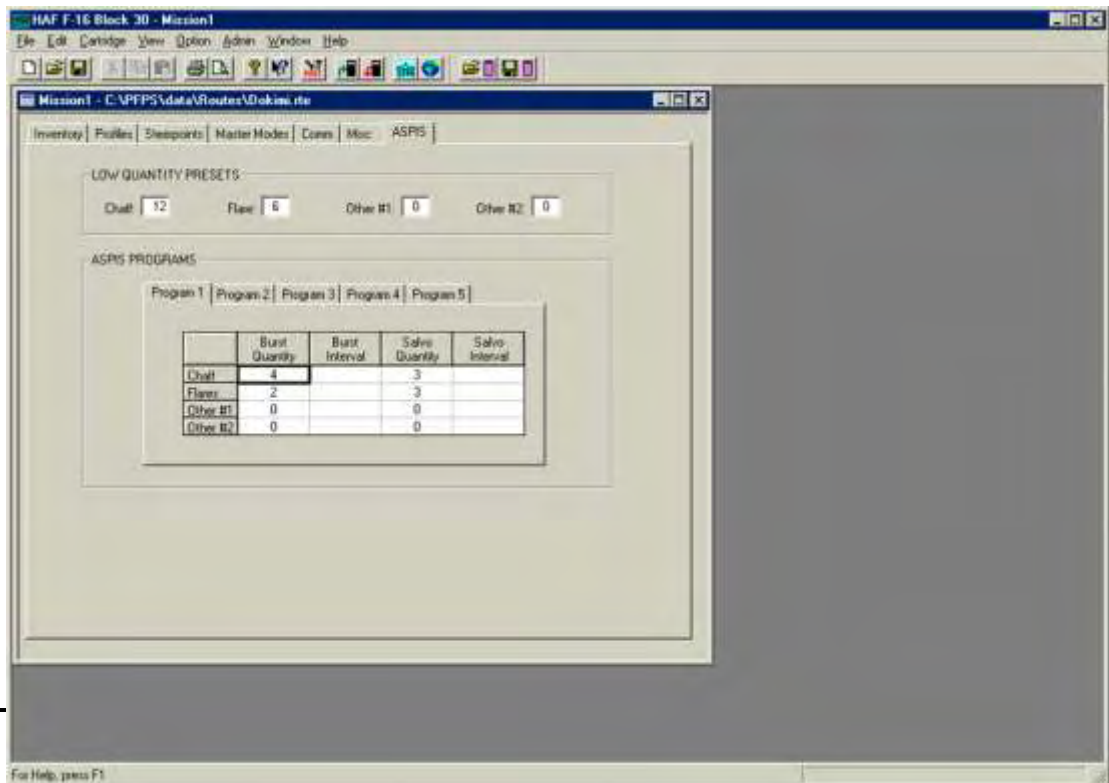 HAF F-16 Block 30 - Mission1
File Edit Cartridge View Option Admin Window Help
Mission1 - C:\PFPS\data\Routes\Dokimi.rte
Inventory Profiles Steerpoints Master Modes Comm Misc ASPIS
LOW QUANTITY PRESETS
Chaff 12 Flare 6 Other #1 0 Other #2 0
ASPIS PROGRAMS
Program 1 Program 2 Program 3 Program 4 Program 5
Burst Quantity Burst Interval Salvo Quantity Salvo Interval
Chaff 4 3
Flares 2 3
Other #1 0 0
Other #2 0 0
For Help, press F1